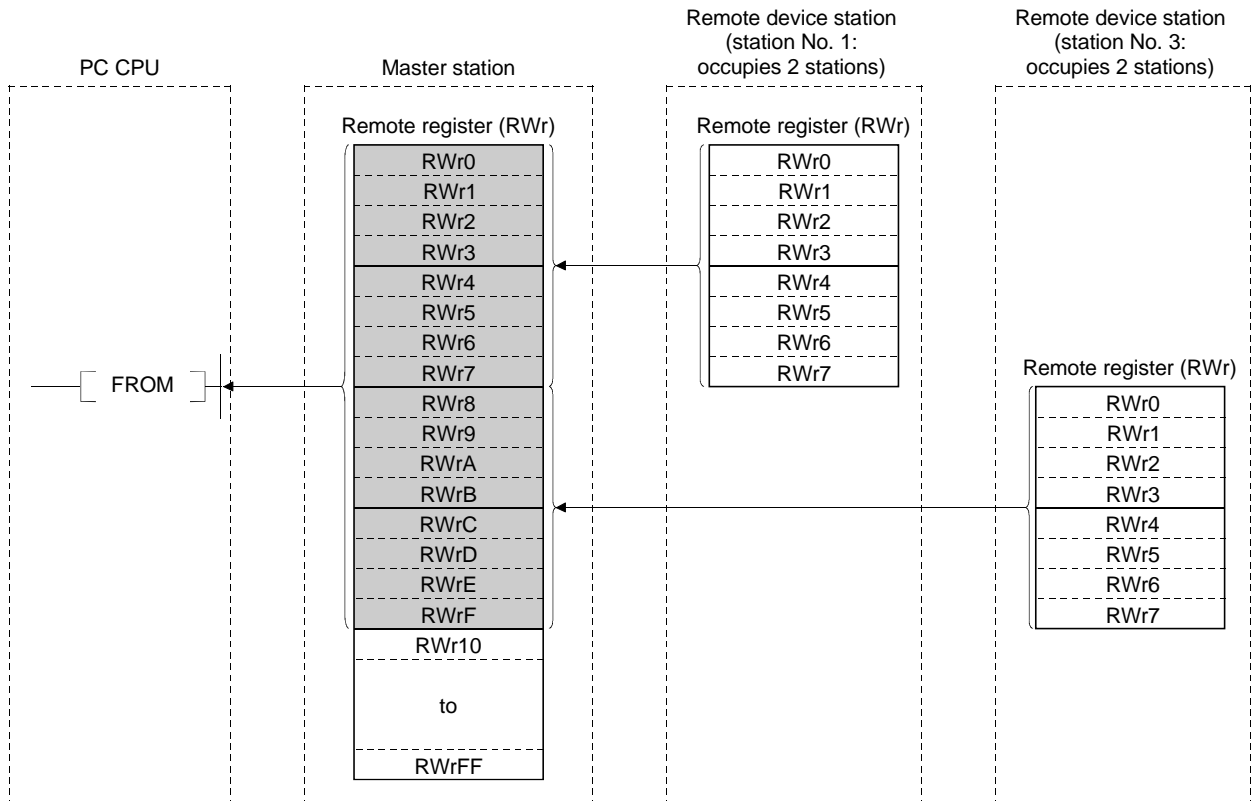 PC CPU
Master station
Remote device station
(station No. 1:
occupies 2 stations)
Remote device station
(station No. 3:
occupies 2 stations)
FROM
Remote register (RWr)
RWr0
RWr1
RWr2
RWr3
RWr4
RWr5
RWr6
RWr7
RWr8
RWr9
RWrA
RWrB
RWrC
RWrD
RWrE
RWrF
RWr10
to
RWrFF
Remote register (RWr)
RWr0
RWr1
RWr2
RWr3
RWr4
RWr5
RWr6
RWr7
Remote register (RWr)
RWr0
RWr1
RWr2
RWr3
RWr4
RWr5
RWr6
RWr7